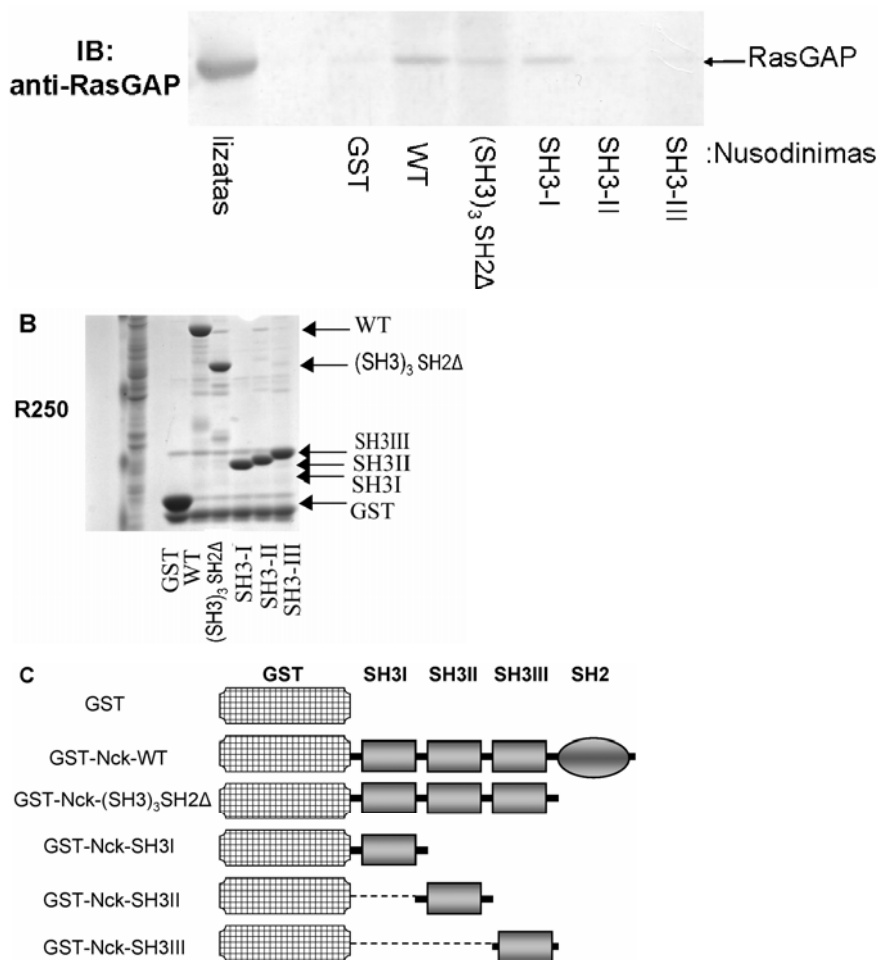 IB:
anti-RasGAP
RasGAP
lizatas
GST
WT
(SH3)₃ SH2Δ
SH3-I
SH3-II
SH3-III
:Nusodinimas
B
R250
WT
(SH3)₃ SH2Δ
SH3III
SH3II
SH3I
GST
GST
WT
(SH3)₃ SH2Δ
SH3-I
SH3-II
SH3-III
C
GST SH3I SH3II SH3III SH2
GST
GST-Nck-WT
GST-Nck-(SH3)₃SH2Δ
GST-Nck-SH3I
GST-Nck-SH3II
GST-Nck-SH3III